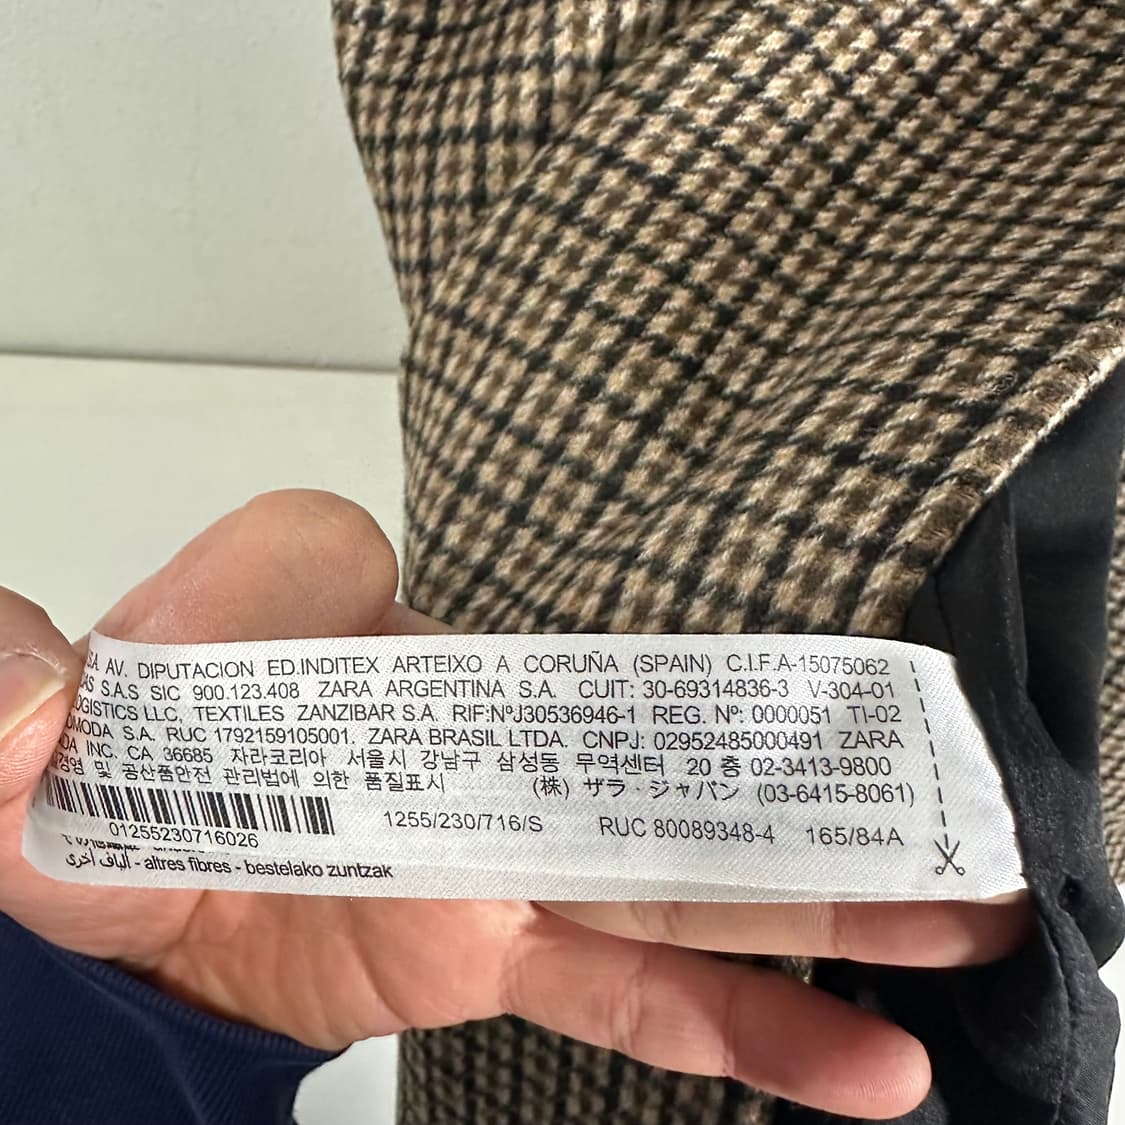 SA AV. DIPUTACION ED.INDITEX ARTEIXO A CORUÑA (SPAIN) C.I.F.A-15075062
S.A.S SIC 900.123.408 ZARA ARGENTINA S.A. CUIT: 30-69314836-3 V-304-01
LLC, TEXTILES ZANZIBAR S.A. RIF:NºJ30536946-1 REG. Nº: 0000051 TI-02
S.A. RUC 1792159105001. ZARA BRASIL LTDA. CNPJ: 02952485000491 ZARA
INC. CA 36685 자라코리아 서울시 강남구 삼성동 무역센터 20 층 02-3413-9800
및 공산품안전 관리법에 의한 품질표시 (株) ザラ・ジャパン (03-6415-8061)
01255230716026 1255/230/716/S RUC 80089348-4 165/84A
ألياف أخرى - altres fibres - bestelako zuntzak